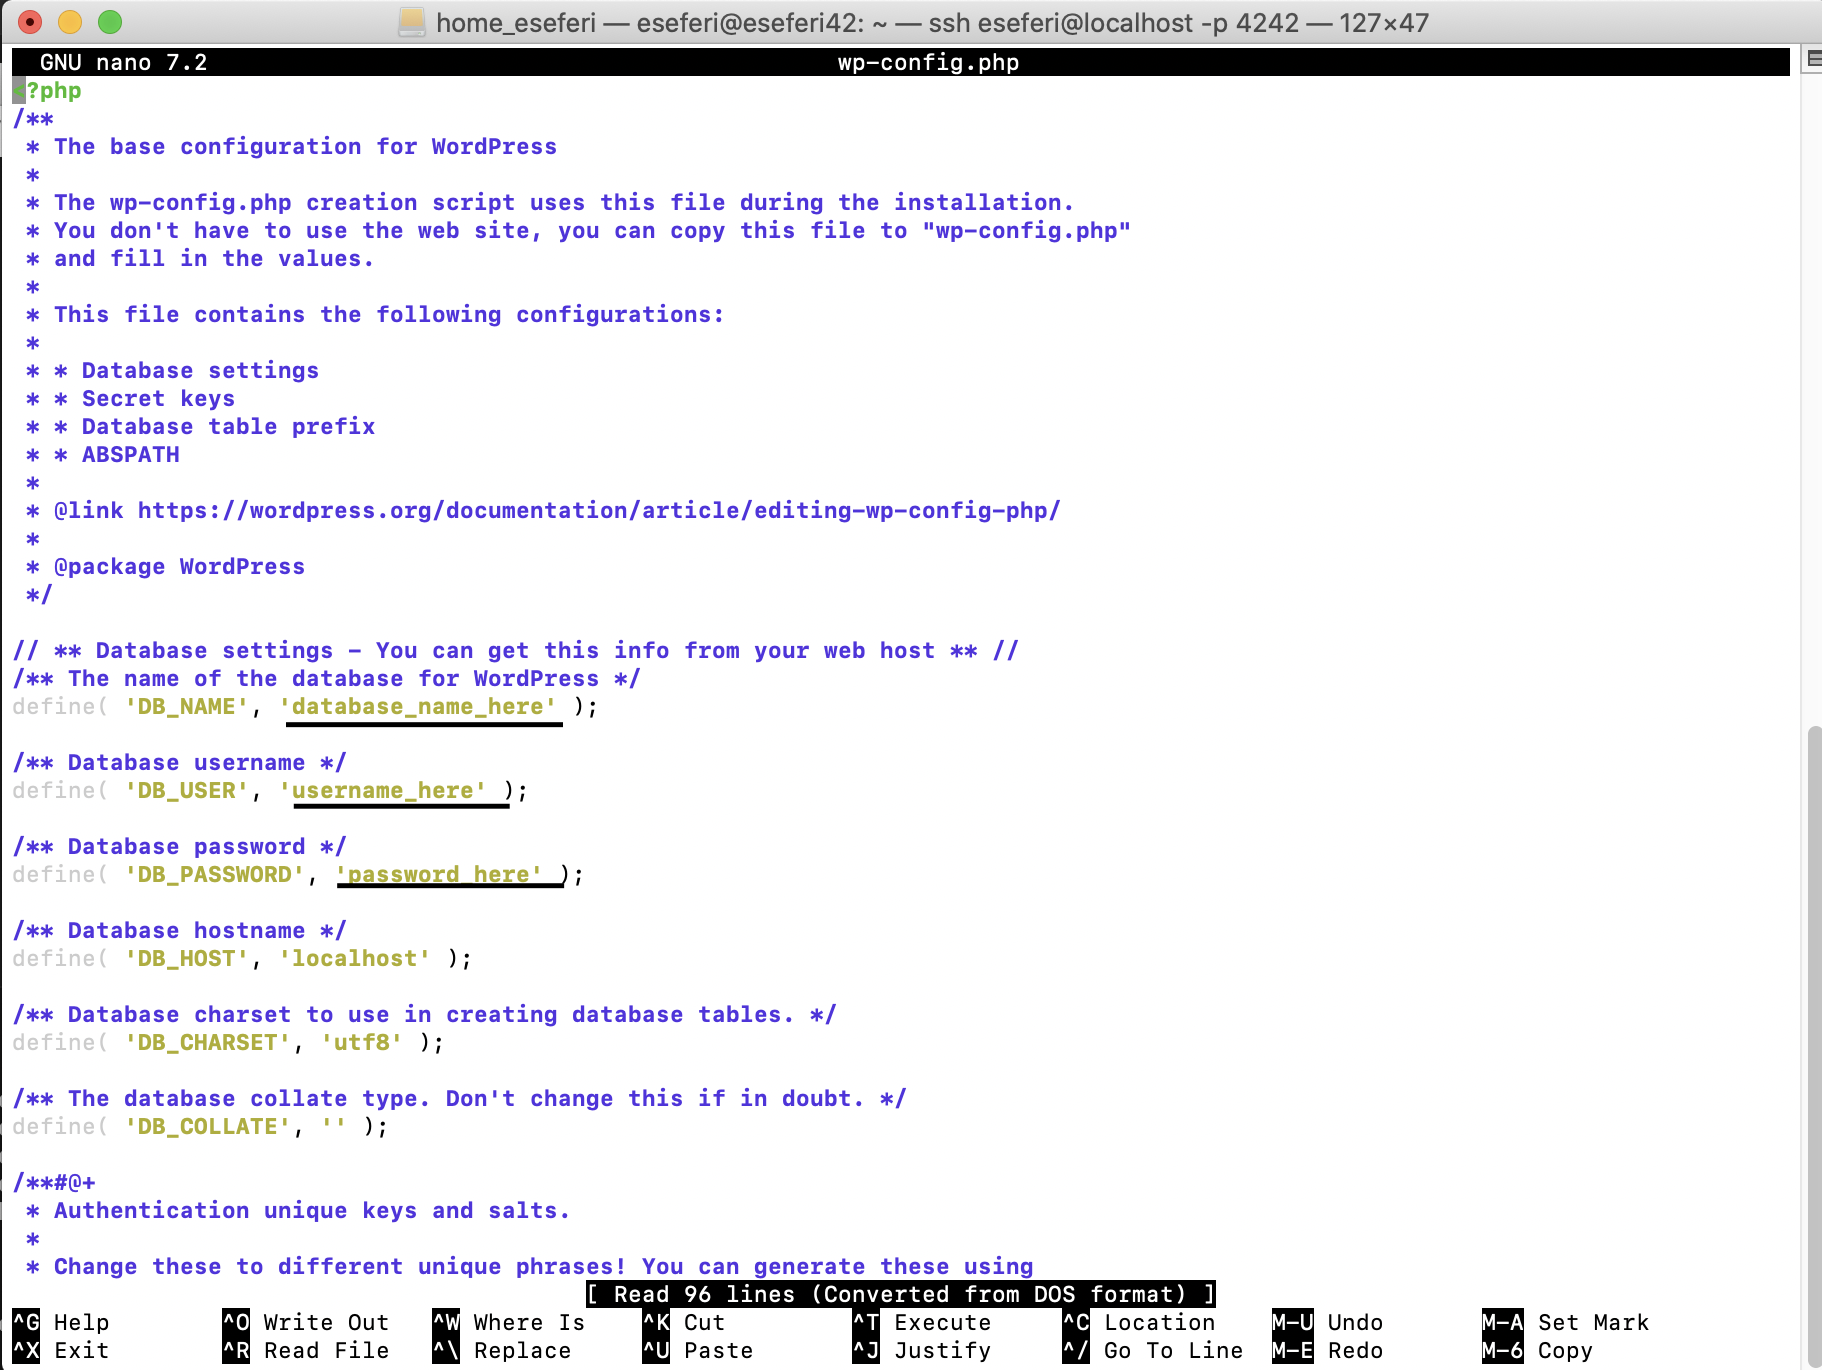 home_eseferi — eseferi@eseferi42: ~ — ssh eseferi@localhost -p 4242 — 127×47
GNU nano 7.2 wp-config.php
<?php
/**
 * The base configuration for WordPress
 *
 * The wp-config.php creation script uses this file during the installation.
 * You don't have to use the web site, you can copy this file to "wp-config.php"
 * and fill in the values.
 *
 * This file contains the following configurations:
 *
 * * Database settings
 * * Secret keys
 * * Database table prefix
 * * ABSPATH
 *
 * @link https://wordpress.org/documentation/article/editing-wp-config-php/
 *
 * @package WordPress
 */
// ** Database settings - You can get this info from your web host ** //
/** The name of the database for WordPress */
define( 'DB_NAME', 'database_name_here' );
/** Database username */
define( 'DB_USER', 'username_here' );
/** Database password */
define( 'DB_PASSWORD', 'password_here' );
/** Database hostname */
define( 'DB_HOST', 'localhost' );
/** Database charset to use in creating database tables. */
define( 'DB_CHARSET', 'utf8' );
/** The database collate type. Don't change this if in doubt. */
define( 'DB_COLLATE', '' );
/**#@+
 * Authentication unique keys and salts.
 *
 * Change these to different unique phrases! You can generate these using
[ Read 96 lines (Converted from DOS format) ]
^G Help ^O Write Out ^W Where Is ^K Cut ^T Execute ^C Location M-U Undo M-A Set Mark
^X Exit ^R Read File ^\ Replace ^U Paste ^J Justify ^/ Go To Line M-E Redo M-6 Copy